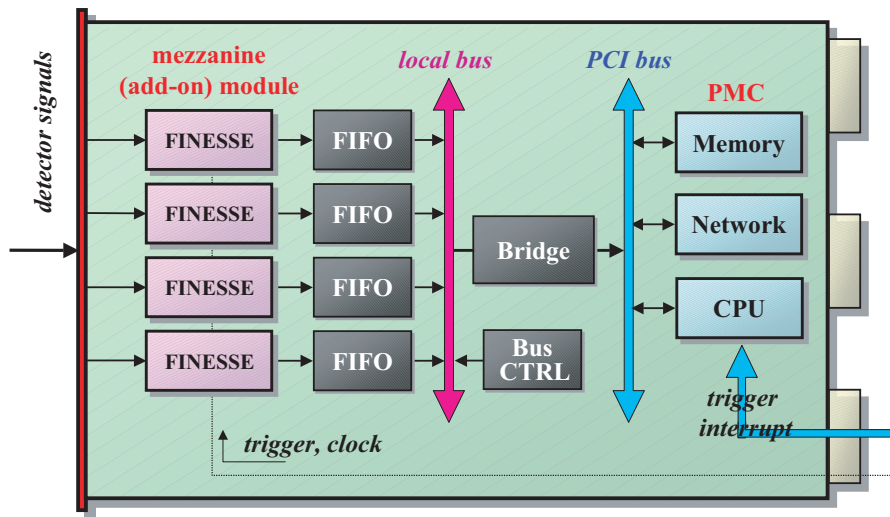 detector signals
mezzanine
(add-on) module
local bus
PCI bus
PMC
FINESSE
FIFO
Memory
FINESSE
FIFO
Network
Bridge
FINESSE
FIFO
CPU
FINESSE
FIFO
Bus
CTRL
trigger
interrupt
trigger, clock